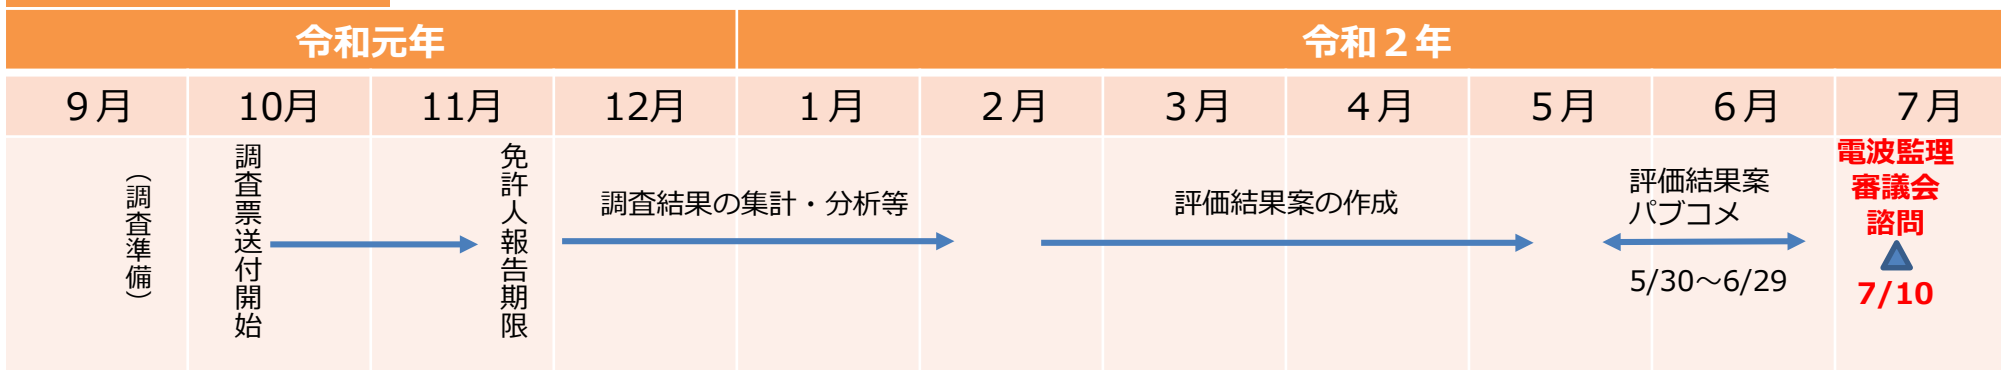 令和元年
令和２年
９月
10月
11月
12月
１月
２月
３月
４月
５月
６月
７月
（調査準備）
調査票送付開始
免許人報告期限
調査結果の集計・分析等
評価結果案の作成
評価結果案
パブコメ
5/30～6/29
電波監理
審議会
諮問
7/10